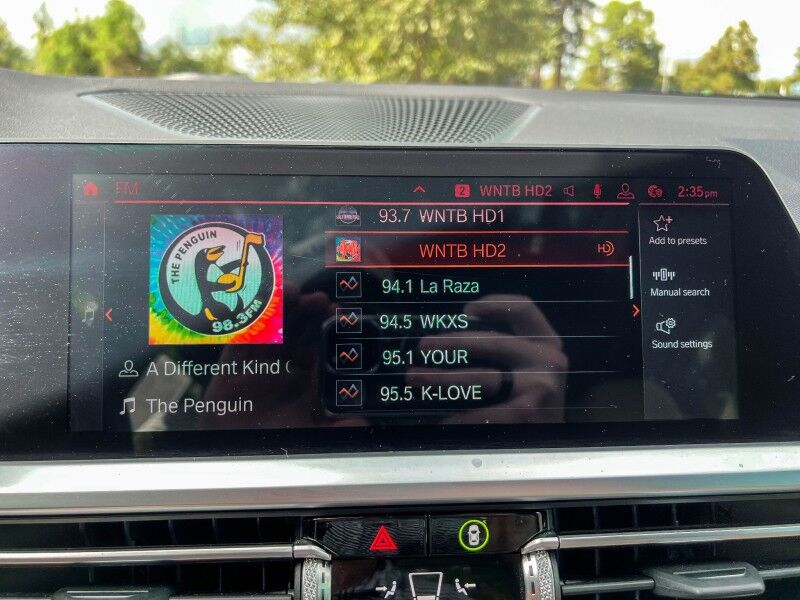 FM
2 WNTB HD2
2:35pm
THE PENGUIN
98.3FM
A Different Kind (
The Penguin
93.7 WNTB HD1
WNTB HD2
HD
94.1 La Raza
94.5 WKXS
95.1 YOUR
95.5 K-LOVE
Add to presets
Manual search
Sound settings